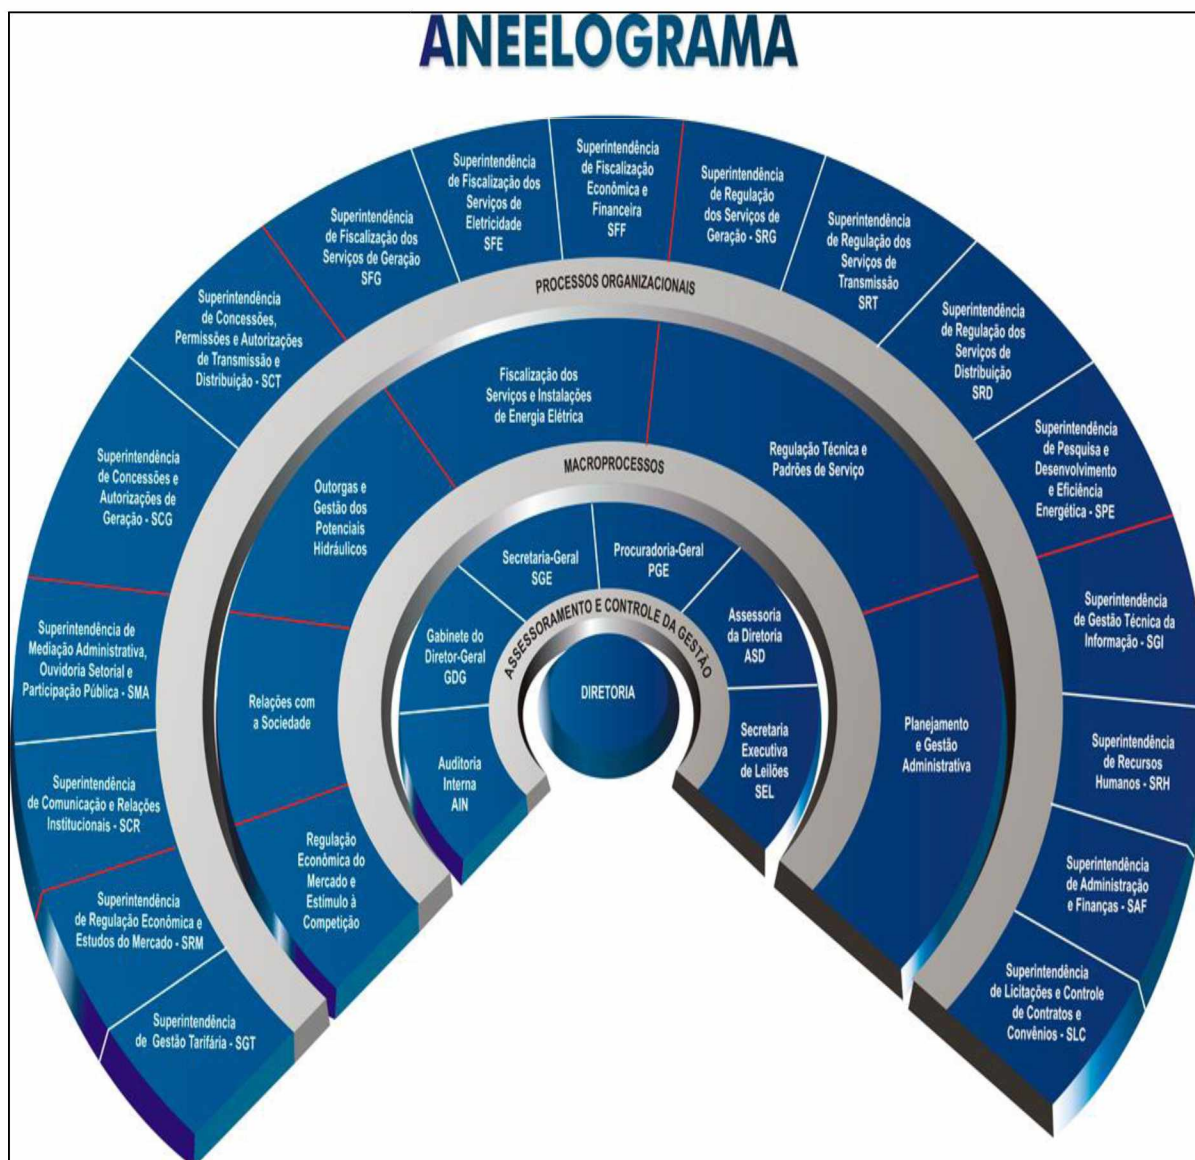 ANEELOGRAMA
Superintendência
de Gestão Tarifária - SGT
Superintendência
de Regulação Econômica e
Estudos do Mercado - SRM
Superintendência
de Comunicação e Relações
Institucionais - SCR
Superintendência de
Mediação Administrativa,
Ouvidoria Setorial e
Participação Pública - SMA
Superintendência
de Concessões e
Autorizações de
Geração - SCG
Superintendência
de Concessões,
Permissões e Autorizações
de Transmissão e
Distribuição - SCT
Superintendência
de Fiscalização dos
Serviços de Geração
SFG
Superintendência
de Fiscalização dos
Serviços de
Eletricidade
SFE
Superintendência
de Fiscalização
Econômica e
Financeira
SFF
Superintendência
de Regulação
dos Serviços de
Geração - SRG
Superintendência
de Regulação dos
Serviços de
Transmissão
SRT
Superintendência
de Regulação dos
Serviços de
Distribuição
SRD
Superintendência
de Pesquisa e
Desenvolvimento
e Eficiência
Energética - SPE
Superintendência
de Gestão Técnica da
Informação - SGI
Superintendência
de Recursos
Humanos - SRH
Superintendência
de Administração
e Finanças - SAF
Superintendência
de Licitações e Controle
de Contratos e
Convênios - SLC
PROCESSOS ORGANIZACIONAIS
Regulação
Econômica do
Mercado e
Estímulo à
Competição
Relações com
a Sociedade
Outorgas e
Gestão dos
Potenciais
Hidráulicos
Fiscalização dos
Serviços e Instalações
de Energia Elétrica
Regulação Técnica e
Padrões de Serviço
Planejamento
e Gestão
Administrativa
MACROPROCESSOS
Auditoria
Interna
AIN
Gabinete do
Diretor-Geral
GDG
Secretaria-Geral
SGE
Procuradoria-Geral
PGE
Assessoria
da Diretoria
ASD
Secretaria
Executiva
de Leilões
SEL
ASSESSORAMENTO E CONTROLE DA GESTÃO
DIRETORIA